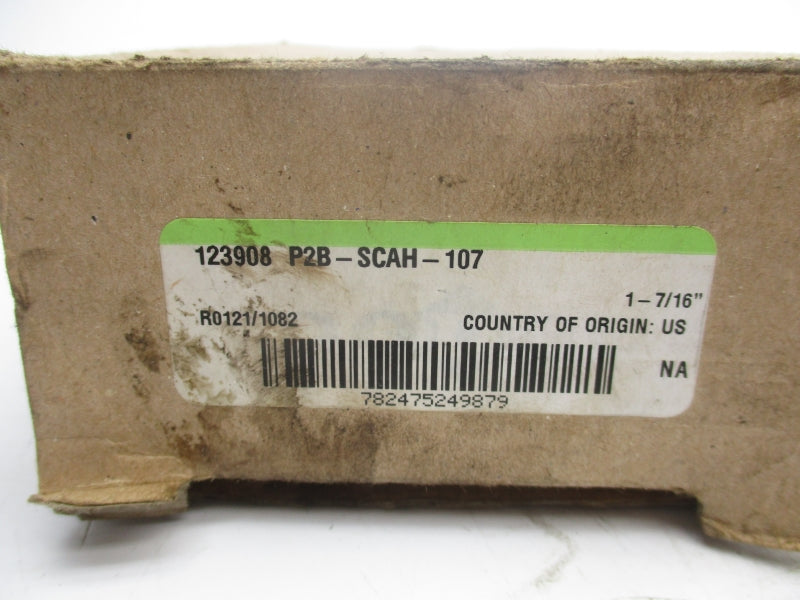 123908 P2B-SCAH-107
1-7/16"
R0121/1082 COUNTRY OF ORIGIN: US
NA
782475249879